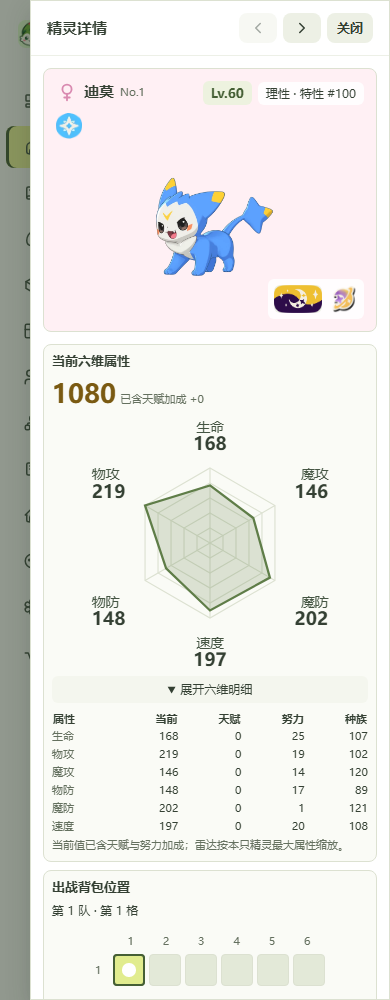 精灵详情
关闭
迪莫 No.1
Lv.60
理性 · 特性 #100
当前六维属性
1080 已含天赋加成 +0
生命
168
物攻
219
魔攻
146
物防
148
魔防
202
速度
197
▼ 展开六维明细
属性 当前 天赋 努力 种族
生命 168 0 25 107
物攻 219 0 19 102
魔攻 146 0 14 120
物防 148 0 17 89
魔防 202 0 1 121
速度 197 0 20 108
当前值已含天赋与努力加成；雷达按本只精灵最大属性缩放。
出战背包位置
第 1 队 · 第 1 格
1 2 3 4 5 6
1